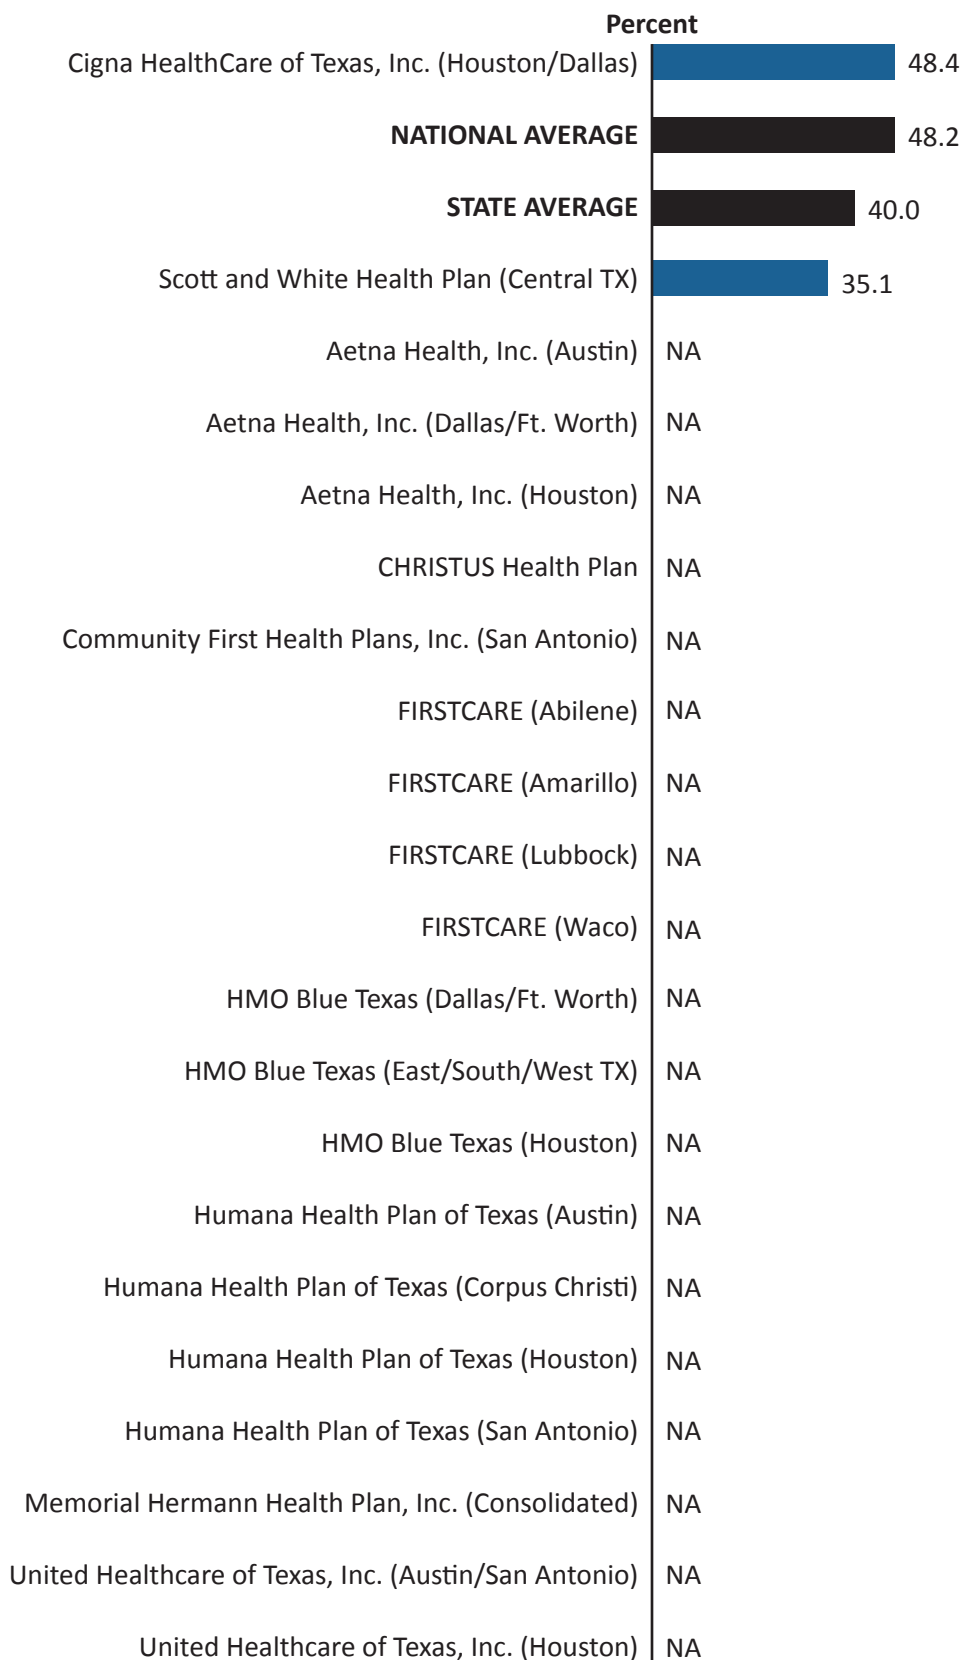 Percent
Cigna HealthCare of Texas, Inc. (Houston/Dallas) 48.4
NATIONAL AVERAGE 48.2
STATE AVERAGE 40.0
Scott and White Health Plan (Central TX) 35.1
Aetna Health, Inc. (Austin) NA
Aetna Health, Inc. (Dallas/Ft. Worth) NA
Aetna Health, Inc. (Houston) NA
CHRISTUS Health Plan NA
Community First Health Plans, Inc. (San Antonio) NA
FIRSTCARE (Abilene) NA
FIRSTCARE (Amarillo) NA
FIRSTCARE (Lubbock) NA
FIRSTCARE (Waco) NA
HMO Blue Texas (Dallas/Ft. Worth) NA
HMO Blue Texas (East/South/West TX) NA
HMO Blue Texas (Houston) NA
Humana Health Plan of Texas (Austin) NA
Humana Health Plan of Texas (Corpus Christi) NA
Humana Health Plan of Texas (Houston) NA
Humana Health Plan of Texas (San Antonio) NA
Memorial Hermann Health Plan, Inc. (Consolidated) NA
United Healthcare of Texas, Inc. (Austin/San Antonio) NA
United Healthcare of Texas, Inc. (Houston) NA